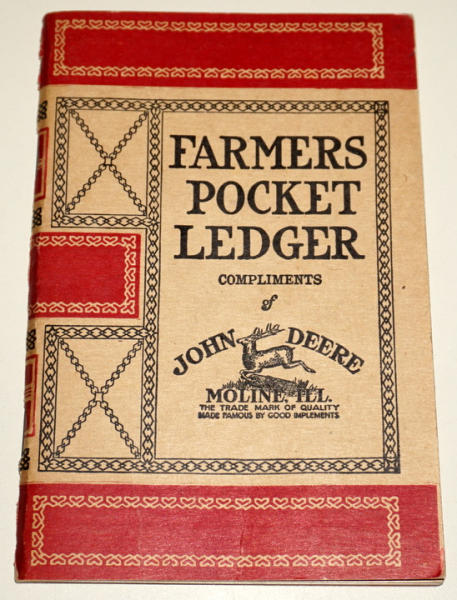 FARMERS
POCKET
LEDGER
COMPLIMENTS
of
JOHN DEERE
MOLINE, ILL.
THE TRADE MARK OF QUALITY
MADE FAMOUS BY GOOD IMPLEMENTS